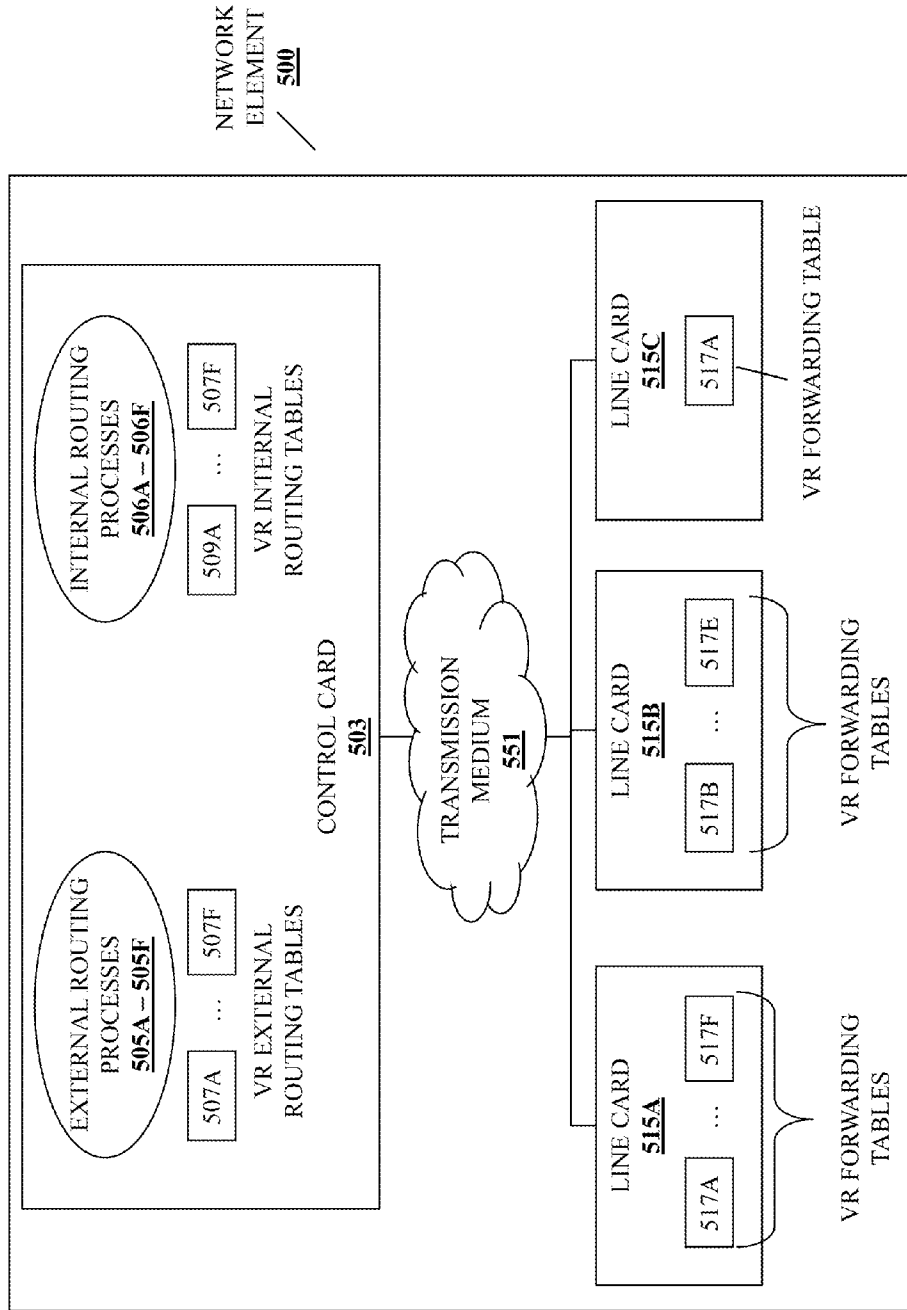 NETWORK
ELEMENT
500
EXTERNAL ROUTING
PROCESSES
505A – 505F
507A ... 507F
VR EXTERNAL
ROUTING TABLES
INTERNAL ROUTING
PROCESSES
506A – 506F
509A ... 507F
VR INTERNAL
ROUTING TABLES
CONTROL CARD
503
TRANSMISSION
MEDIUM
551
LINE CARD
515A
517A ... 517F
VR FORWARDING
TABLES
LINE CARD
515B
517B ... 517E
VR FORWARDING
TABLES
LINE CARD
515C
517A
VR FORWARDING TABLE